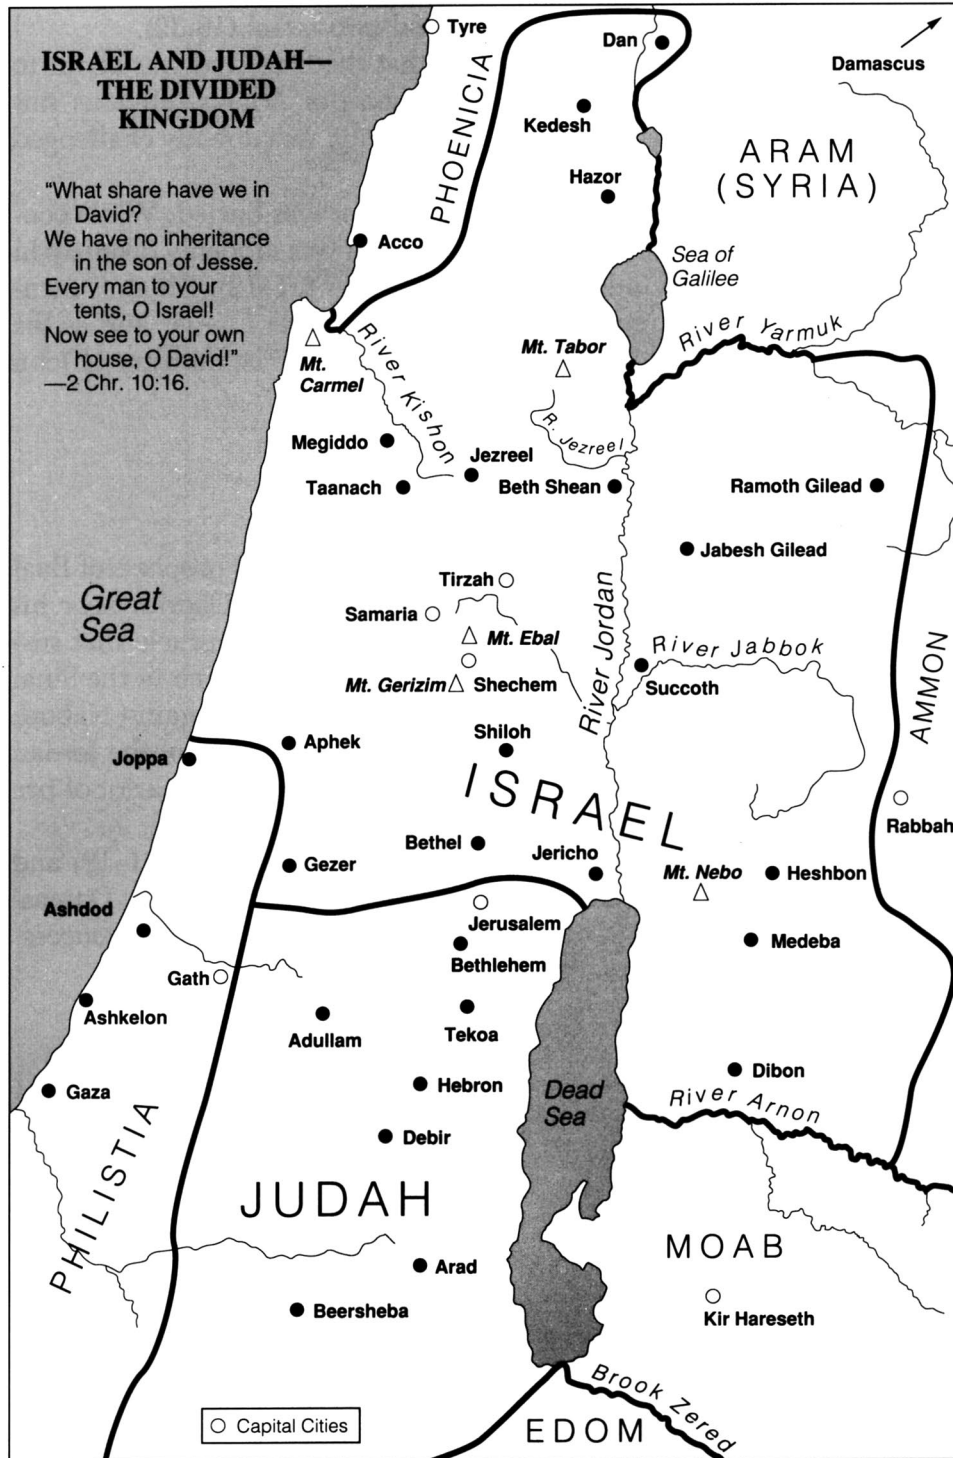 ISRAEL AND JUDAH—
THE DIVIDED
KINGDOM
“What share have we in
David?
We have no inheritance
in the son of Jesse.
Every man to your
tents, O Israel!
Now see to your own
house, O David!”
—2 Chr. 10:16.
Tyre
Dan
Damascus
PHOENICIA
Kedesh
ARAM
(SYRIA)
Hazor
Acco
Sea of
Galilee
River Yarmuk
Mt.
Carmel
River Kishon
Mt. Tabor
R. Jezreel
Megiddo
Jezreel
Taanach
Beth Shean
Ramoth Gilead
Jabesh Gilead
Great
Sea
Tirzah
Samaria
Mt. Ebal
River Jordan
River Jabbok
Mt. Gerizim
Shechem
Succoth
AMMON
Joppa
Aphek
Shiloh
ISRAEL
Rabbah
Bethel
Gezer
Jericho
Mt. Nebo
Heshbon
Ashdod
Jerusalem
Medeba
Bethlehem
Gath
Ashkelon
Adullam
Tekoa
Gaza
Hebron
Dead
Sea
Dibon
River Arnon
Debir
PHILISTIA
JUDAH
MOAB
Arad
Beersheba
Kir Hareseth
Brook Zered
Capital Cities
EDOM